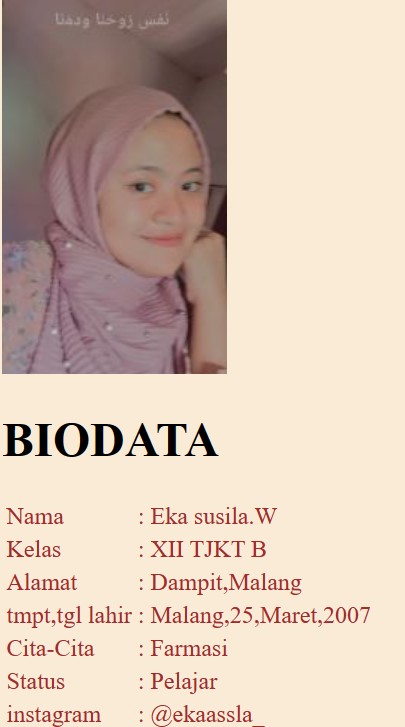 نفس زوحنا ودمنا
BIODATA
Nama : Eka susila.W
Kelas : XII TJKT B
Alamat : Dampit,Malang
tmpt,tgl lahir : Malang,25,Maret,2007
Cita-Cita : Farmasi
Status : Pelajar
instagram : @ekaassla_